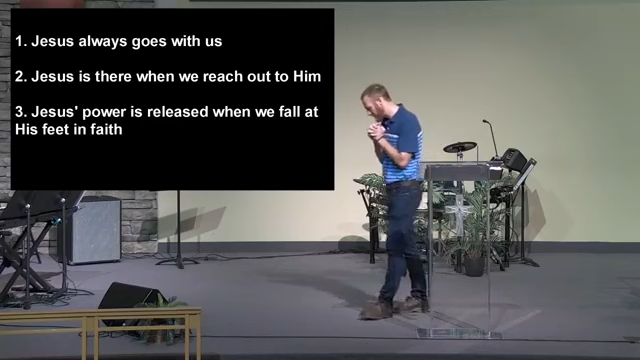 1. Jesus always goes with us
2. Jesus is there when we reach out to Him
3. Jesus' power is released when we fall at
His feet in faith